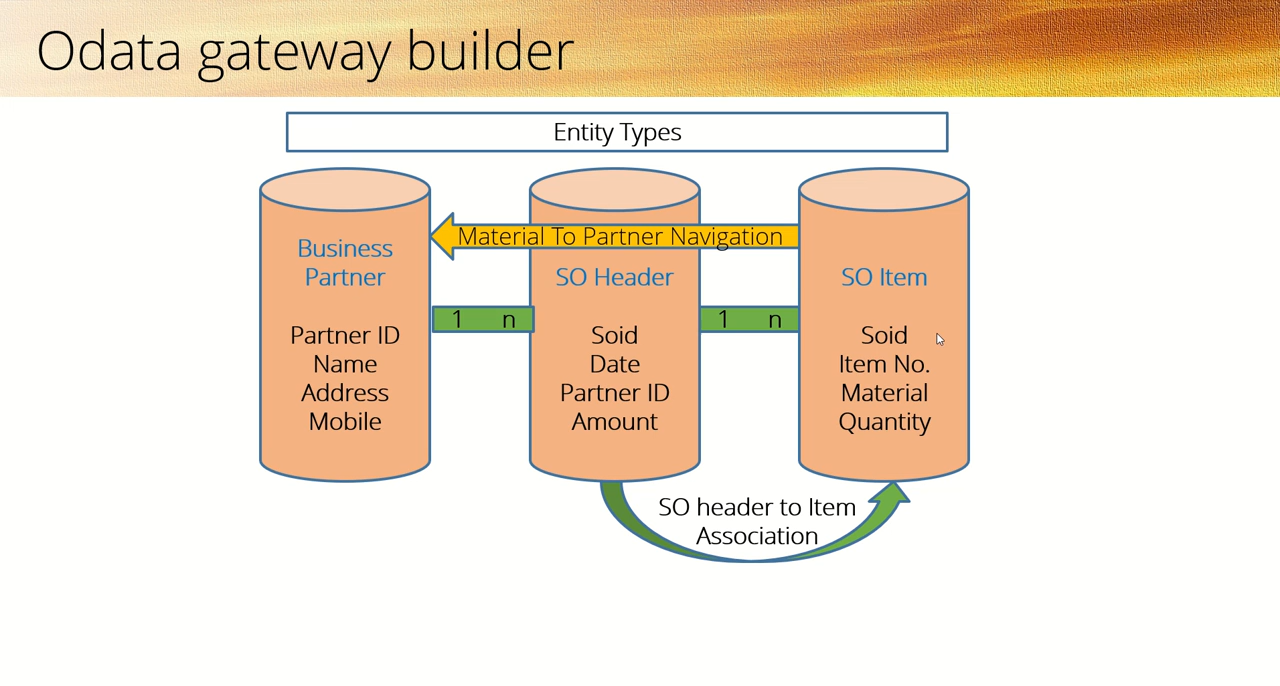 Odata gateway builder
Entity Types
Material To Partner Navigation
Business
Partner
Partner ID
Name
Address
Mobile
1 n
SO Header
Soid
Date
Partner ID
Amount
1 n
SO Item
Soid
Item No.
Material
Quantity
SO header to Item
Association